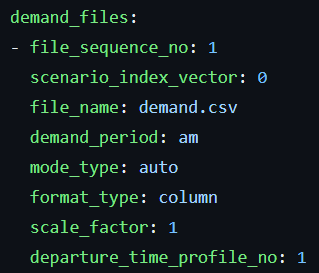 demand_files:
- file_sequence_no: 1
  scenario_index_vector: 0
  file_name: demand.csv
  demand_period: am
  mode_type: auto
  format_type: column
  scale_factor: 1
  departure_time_profile_no: 1